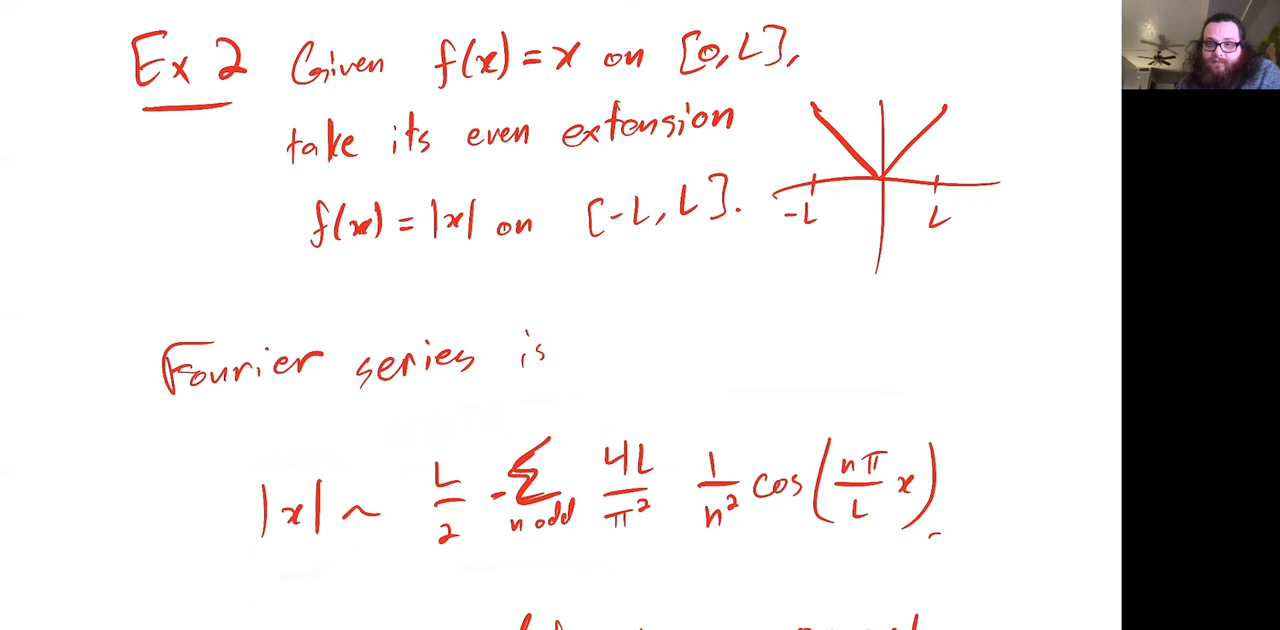 Ex 2 Given f(x) = x on [0, L],
take its even extension
f(x) = |x| on [-L, L].
-L L
Fourier series is
|x| ~ L/2 - Σ_{n odd} 4L/π² 1/n² cos(nπ/L x)